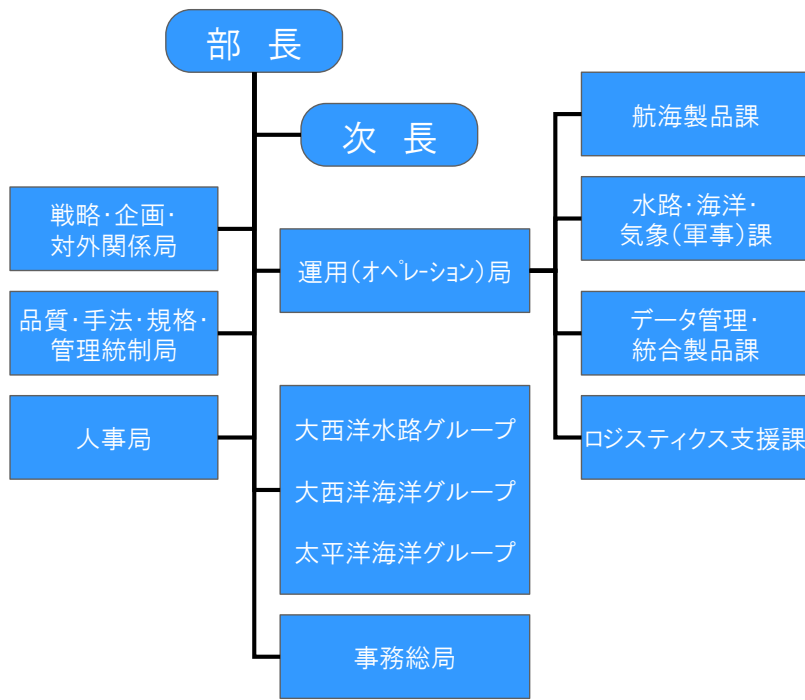 部 長
次 長
戦略・企画・
対外関係局
品質・手法・規格・
管理統制局
人事局
運用(オペレーション)局
大西洋水路グループ
大西洋海洋グループ
太平洋海洋グループ
事務総局
航海製品課
水路・海洋・
気象(軍事)課
データ管理・
統合製品課
ロジスティクス支援課